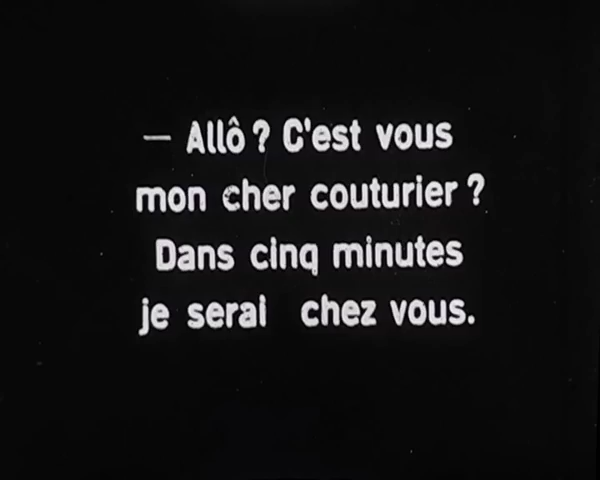 — Allô ? C'est vous
mon cher couturier ?
Dans cinq minutes
je serai chez vous.